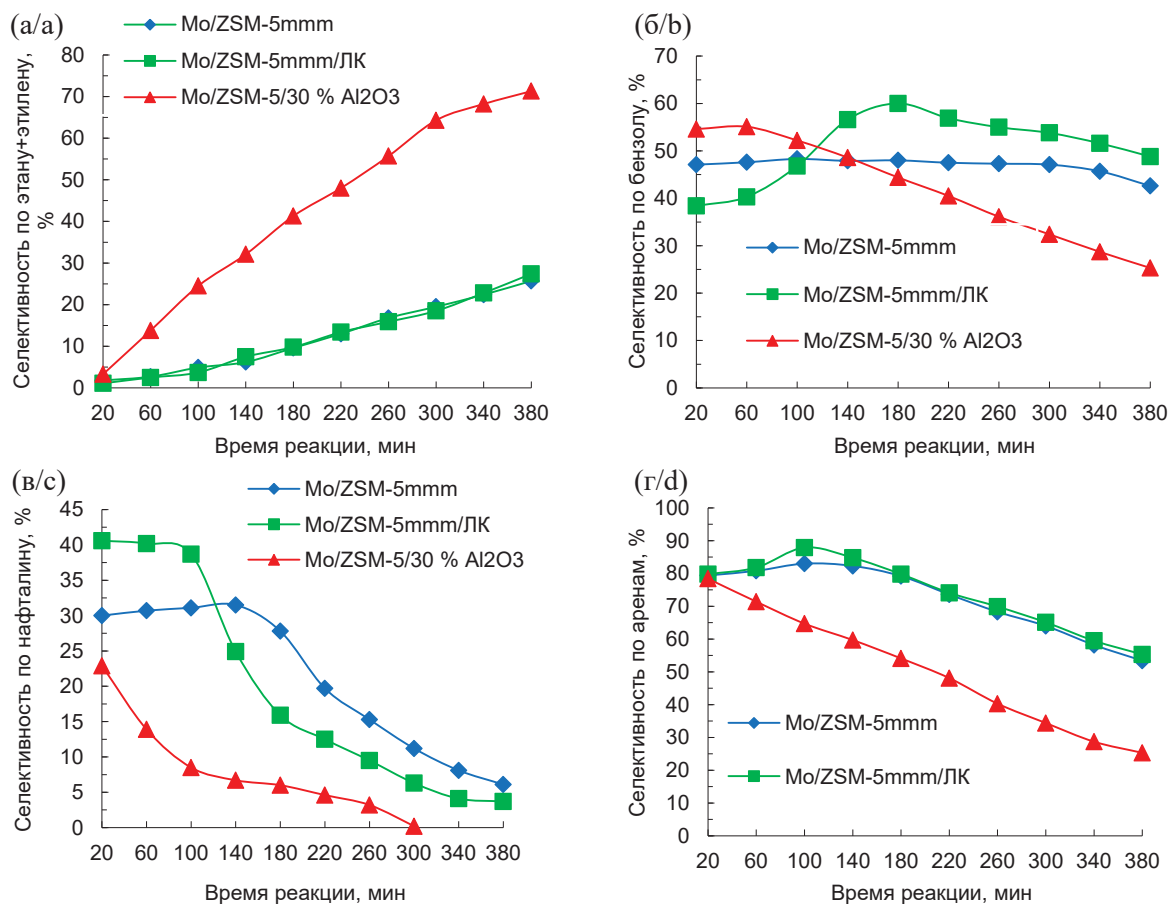 (а/a)
Mo/ZSM-5mmm
Mo/ZSM-5mmm/ЛК
Mo/ZSM-5/30 % Al2O3
Селективность по этану+этилену,
%
80
70
60
50
40
30
20
10
0
20 60 100 140 180 220 260 300 340 380
Время реакции, мин
(б/b)
Селективность по бензолу, %
70
60
50
40
30
20
10
0
Mo/ZSM-5mmm
Mo/ZSM-5mmm/ЛК
Mo/ZSM-5/30 % Al2O3
20 60 100 140 180 220 260 300 340 380
Время реакции, мин
(в/c)
Mo/ZSM-5mmm
Mo/ZSM-5mmm/ЛК
Mo/ZSM-5/30 % Al2O3
Селективность по нафталину, %
45
40
35
30
25
20
15
10
5
0
20 60 100 140 180 220 260 300 340 380
Время реакции, мин
(г/d)
Селективность по аренам, %
100
90
80
70
60
50
40
30
20
10
0
Mo/ZSM-5mmm
Mo/ZSM-5mmm/ЛК
20 60 100 140 180 220 260 300 340 380
Время реакции, мин